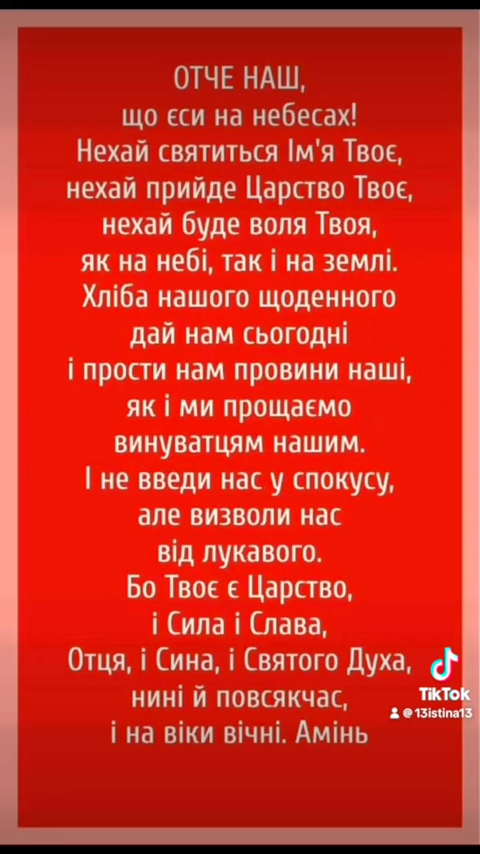 ОТЧЕ НАШ,
що єси на небесах!
Нехай святиться Ім'я Твоє,
нехай прийде Царство Твоє,
нехай буде воля Твоя,
як на небі, так і на землі.
Хліба нашого щоденного
дай нам сьогодні
і прости нам провини наші,
як і ми прощаємо
винуватцям нашим.
І не введи нас у спокусу,
але визволи нас
від лукавого.
Бо Твоє є Царство,
і Сила і Слава,
Отця, і Сина, і Святого Духа,
нині й повсякчас,
і на віки вічні. Амінь
TikTok
@13istina13